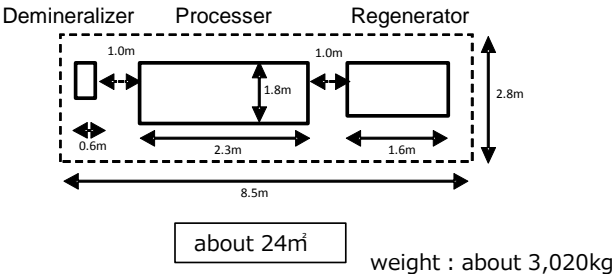 Demineralizer Processer Regenerator
1.0m 1.0m
1.8m 2.8m
0.6m 2.3m 1.6m
8.5m
about 24㎡
weight : about 3,020kg